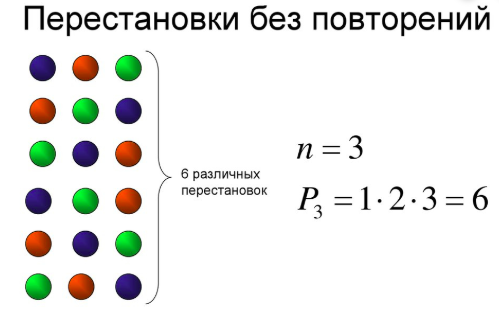 Перестановки без повторений
6 различных
перестановок
n = 3
P₃ = 1·2·3 = 6